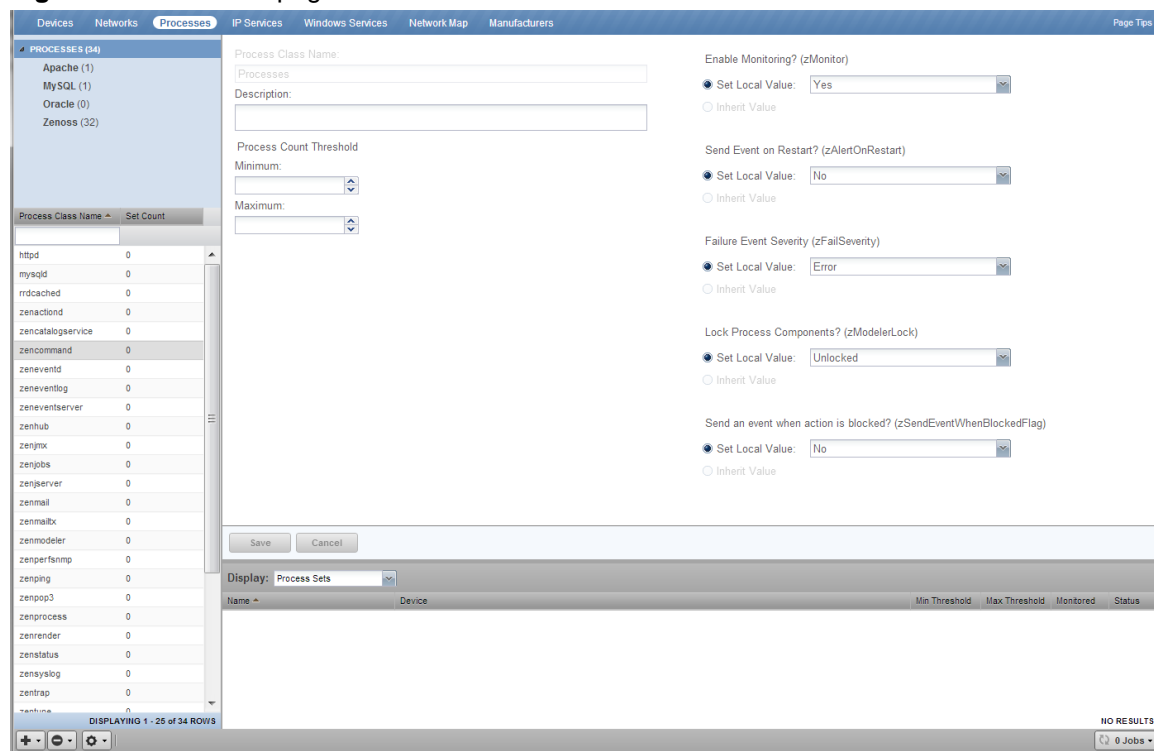 Devices Networks Processes IP Services Windows Services Network Map Manufacturers Page Tips
PROCESSES (34)
Apache (1)
MySQL (1)
Oracle (0)
Zenoss (32)
Process Class Name Set Count
httpd 0
mysqld 0
rrdcached 0
zenactiond 0
zencatalogservice 0
zencommand 0
zeneventd 0
zeneventlog 0
zeneventserver 0
zenhub 0
zenjmx 0
zenjobs 0
zenjserver 0
zenmail 0
zenmailtx 0
zenmodeler 0
zenperfsnmp 0
zenping 0
zenpop3 0
zenprocess 0
zenrender 0
zenstatus 0
zensyslog 0
zentrap 0
zentune 0
DISPLAYING 1 - 25 of 34 ROWS
Process Class Name:
Processes
Description:
Process Count Threshold
Minimum:
Maximum:
Enable Monitoring? (zMonitor)
Set Local Value: Yes
Inherit Value
Send Event on Restart? (zAlertOnRestart)
Set Local Value: No
Inherit Value
Failure Event Severity (zFailSeverity)
Set Local Value: Error
Inherit Value
Lock Process Components? (zModelerLock)
Set Local Value: Unlocked
Inherit Value
Send an event when action is blocked? (zSendEventWhenBlockedFlag)
Set Local Value: No
Inherit Value
Save Cancel
Display: Process Sets
Name Device Min Threshold Max Threshold Monitored Status
NO RESULTS
0 Jobs